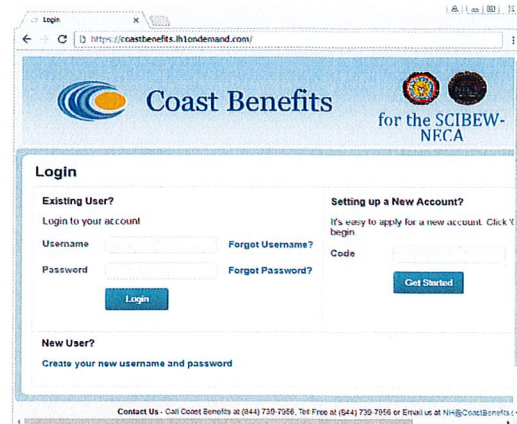 Login
https://coastbenefits.lh1ondemand.com/
Coast Benefits
for the SCIBEW-
NECA
Login
Existing User?
Login to your account
Username
Forgot Username?
Password
Forgot Password?
Login
Setting up a New Account?
It's easy to apply for a new account. Click
begin
Code
Get Started
New User?
Create your new username and password
Contact Us - Call Coast Benefits at (844) 739-7956, Toll Free at (844) 739-7956 or Email us at NH@CoastBenefits.